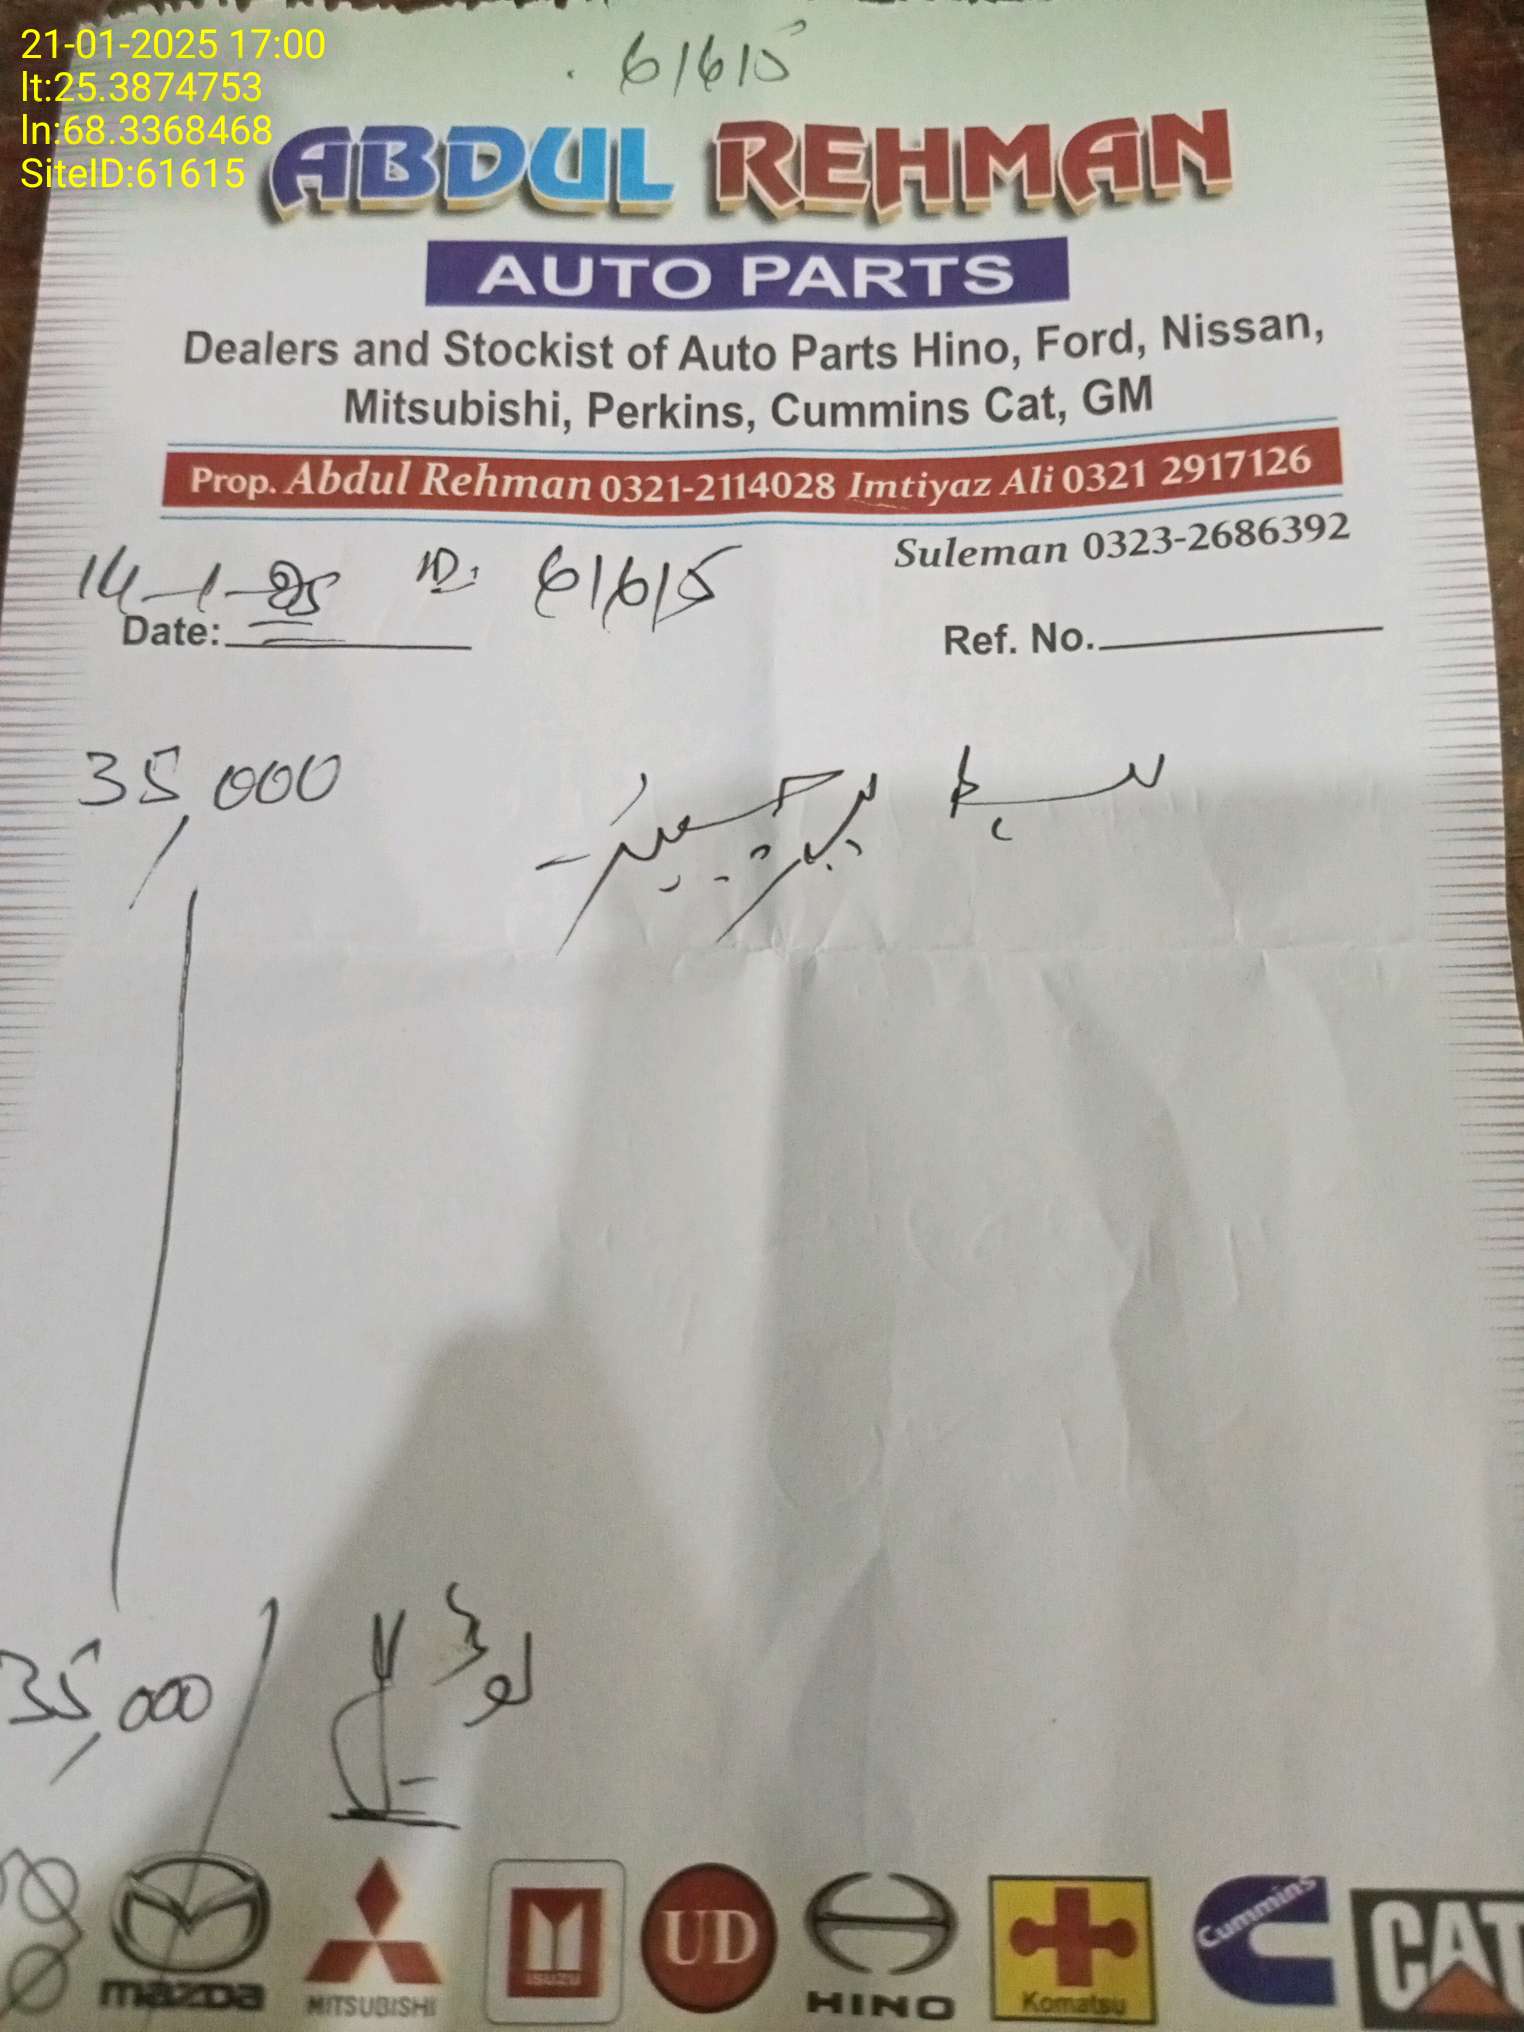 21-01-2025 17:00
lt:25.3874753
ln:68.3368468
SiteID:61615
61615
ABDUL REHMAN
AUTO PARTS
Dealers and Stockist of Auto Parts Hino, Ford, Nissan,
Mitsubishi, Perkins, Cummins Cat, GM
Prop. Abdul Rehman 0321-2114028 Imtiyaz Ali 0321 2917126
Suleman 0323-2686392
14-1-25 ID: 61615
Date: Ref. No.
35,000
35,000
mazda
MITSUBISHI
ISUZU
UD
HINO
Komatsu
Cummins
CAT